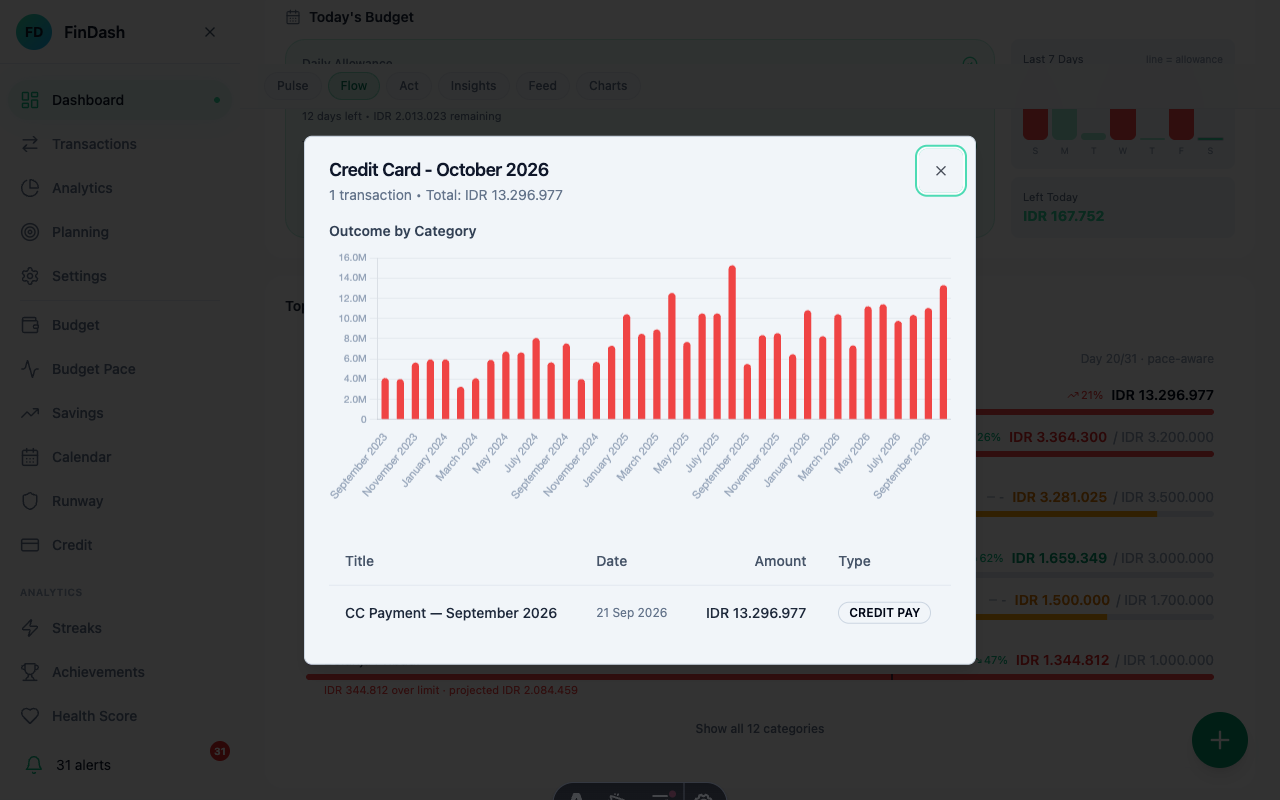 FD FinDash
Dashboard
Transactions
Analytics
Planning
Settings
Budget
Budget Pace
Savings
Calendar
Runway
Credit
ANALYTICS
Streaks
Achievements
Health Score
31
31 alerts
Today's Budget
Daily Allowance
Pulse Flow Act Insights Feed Charts
12 days left • IDR 2.013.023 remaining
Last 7 Days line = allowance
S M T W T F S
Left Today
IDR 167.752
Credit Card - October 2026
1 transaction • Total: IDR 13.296.977
Outcome by Category
16.0M
14.0M
12.0M
10.0M
8.0M
6.0M
4.0M
2.0M
0
September 2023
November 2023
January 2024
March 2024
May 2024
July 2024
September 2024
November 2024
January 2025
March 2025
May 2025
July 2025
September 2025
November 2025
January 2026
March 2026
May 2026
July 2026
September 2026
Title Date Amount Type
CC Payment — September 2026 21 Sep 2026 IDR 13.296.977 CREDIT PAY
Day 20/31 · pace-aware
21% IDR 13.296.977
26% IDR 3.364.300 / IDR 3.200.000
IDR 3.281.025 / IDR 3.500.000
62% IDR 1.659.349 / IDR 3.000.000
IDR 1.500.000 / IDR 1.700.000
+47% IDR 1.344.812 / IDR 1.000.000
IDR 344.812 over limit · projected IDR 2.084.459
Show all 12 categories